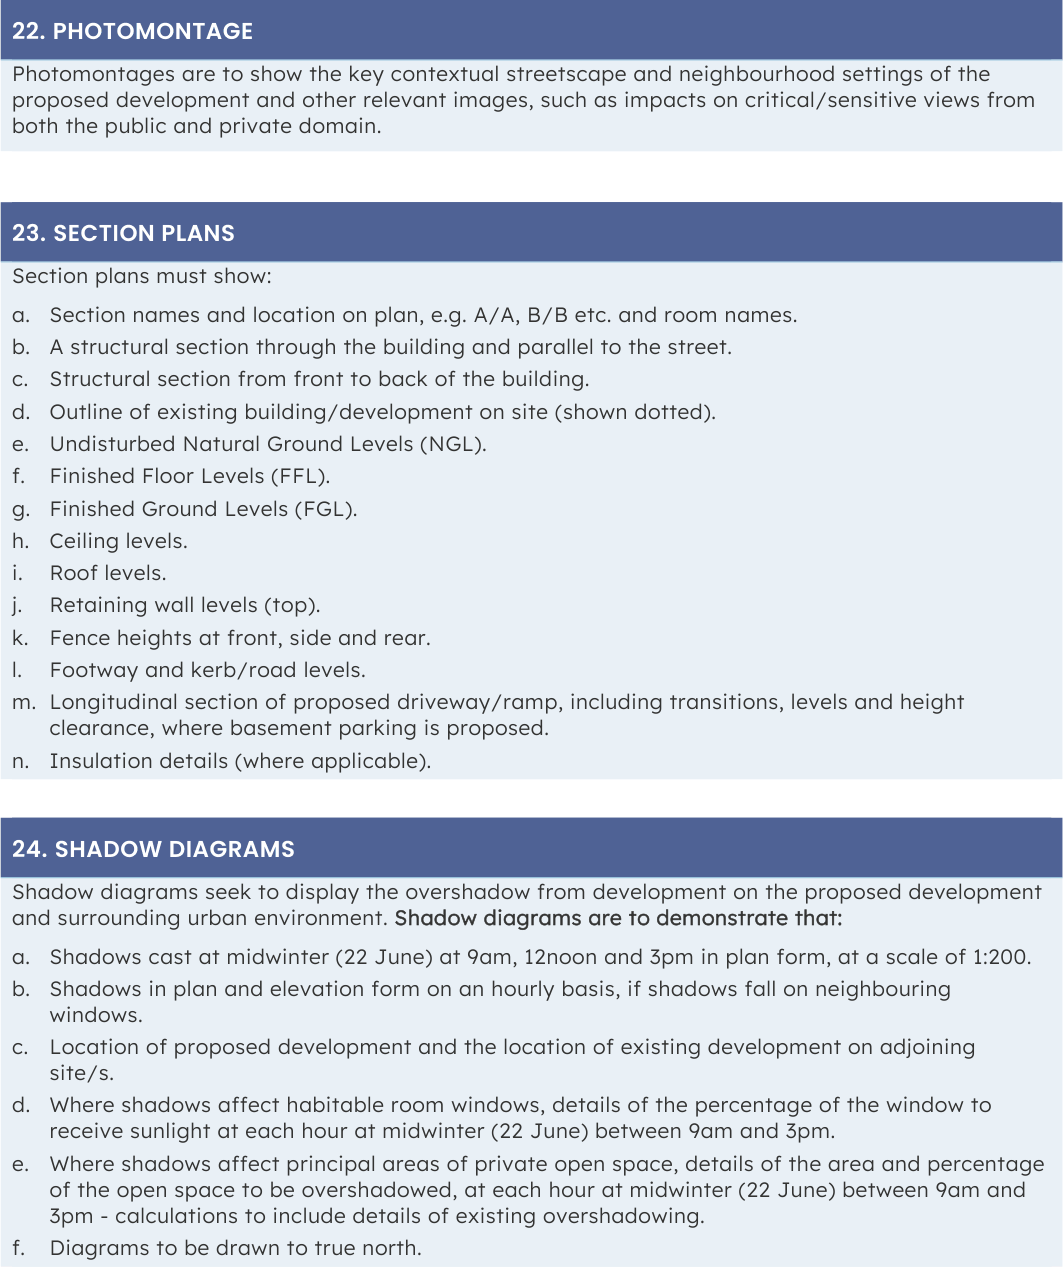 22. PHOTOMONTAGE
Photomontages are to show the key contextual streetscape and neighbourhood settings of the
proposed development and other relevant images, such as impacts on critical/sensitive views from
both the public and private domain.
23. SECTION PLANS
Section plans must show:
a. Section names and location on plan, e.g. A/A, B/B etc. and room names.
b. A structural section through the building and parallel to the street.
c. Structural section from front to back of the building.
d. Outline of existing building/development on site (shown dotted).
e. Undisturbed Natural Ground Levels (NGL).
f. Finished Floor Levels (FFL).
g. Finished Ground Levels (FGL).
h. Ceiling levels.
i. Roof levels.
j. Retaining wall levels (top).
k. Fence heights at front, side and rear.
l. Footway and kerb/road levels.
m. Longitudinal section of proposed driveway/ramp, including transitions, levels and height
clearance, where basement parking is proposed.
n. Insulation details (where applicable).
24. SHADOW DIAGRAMS
Shadow diagrams seek to display the overshadow from development on the proposed development
and surrounding urban environment. Shadow diagrams are to demonstrate that:
a. Shadows cast at midwinter (22 June) at 9am, 12noon and 3pm in plan form, at a scale of 1:200.
b. Shadows in plan and elevation form on an hourly basis, if shadows fall on neighbouring
windows.
c. Location of proposed development and the location of existing development on adjoining
site/s.
d. Where shadows affect habitable room windows, details of the percentage of the window to
receive sunlight at each hour at midwinter (22 June) between 9am and 3pm.
e. Where shadows affect principal areas of private open space, details of the area and percentage
of the open space to be overshadowed, at each hour at midwinter (22 June) between 9am and
3pm - calculations to include details of existing overshadowing.
f. Diagrams to be drawn to true north.